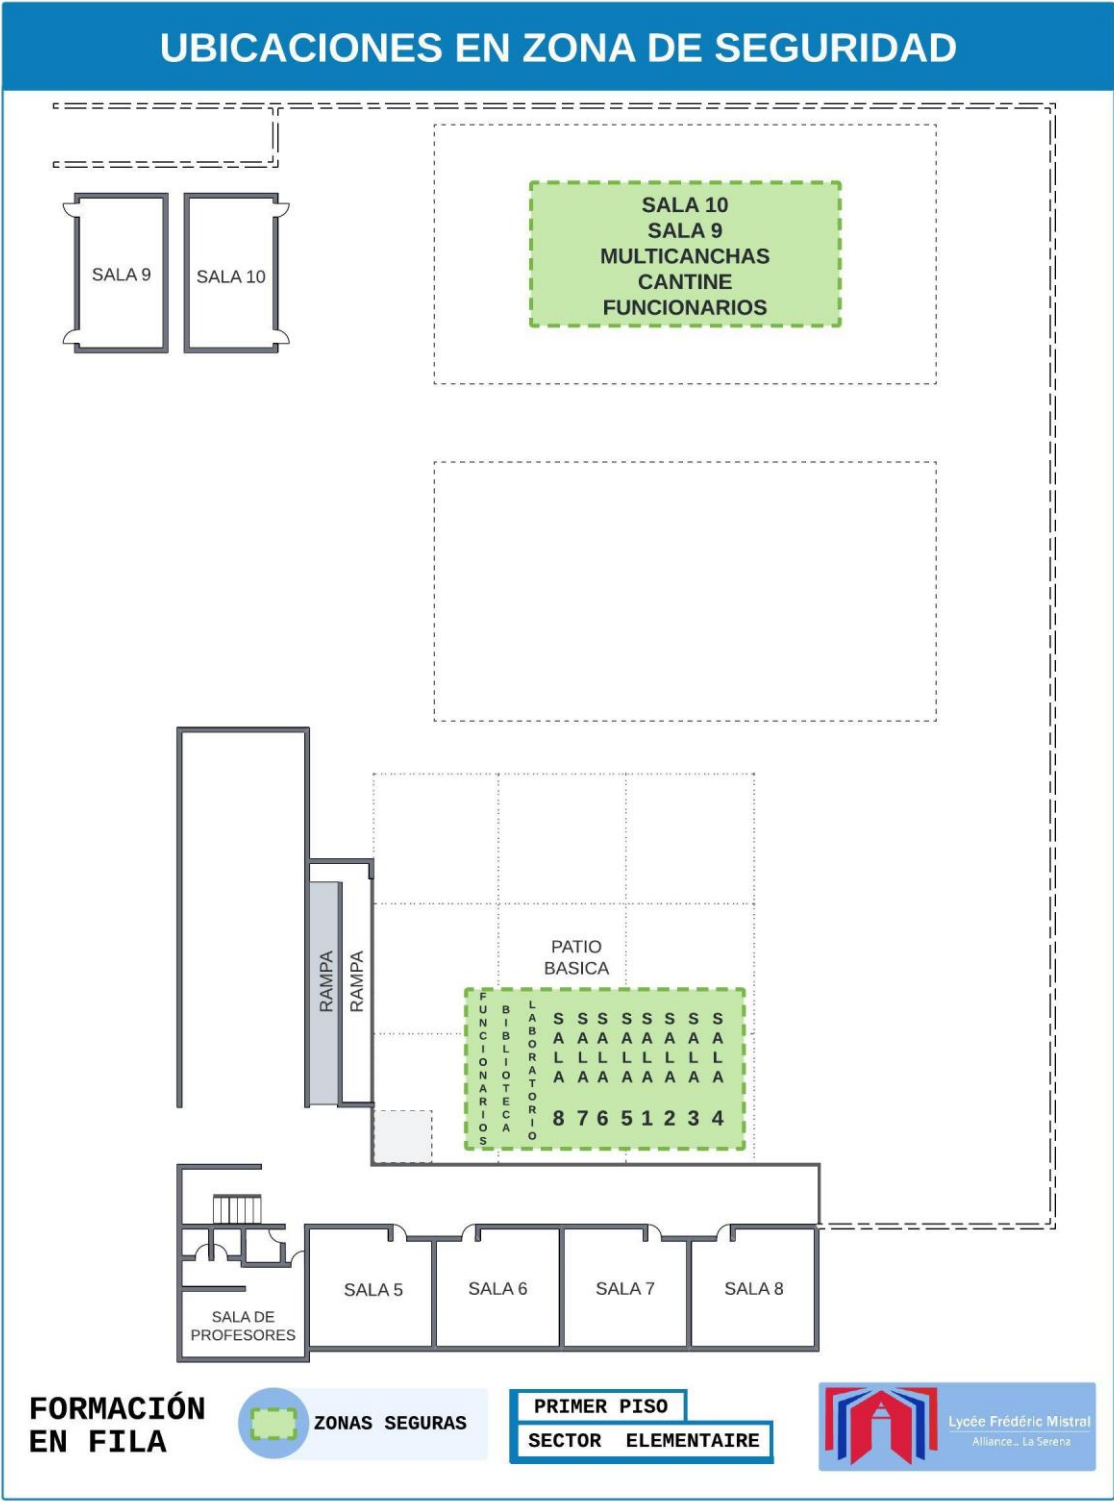 UBICACIONES EN ZONA DE SEGURIDAD
SALA 9
SALA 10
SALA 10
SALA 9
MULTICANCHAS
CANTINE
FUNCIONARIOS
RAMPA
RAMPA
PATIO
BASICA
FUNCIONARIOS
BIBLIOTECA
LABORATORIO
SALA 8
SALA 7
SALA 6
SALA 5
SALA 1
SALA 2
SALA 3
SALA 4
SALA 5
SALA 6
SALA 7
SALA 8
SALA DE
PROFESORES
FORMACIÓN
EN FILA
ZONAS SEGURAS
PRIMER PISO
SECTOR ELEMENTAIRE
Lycée Frédéric Mistral
Alliance_ La Serena